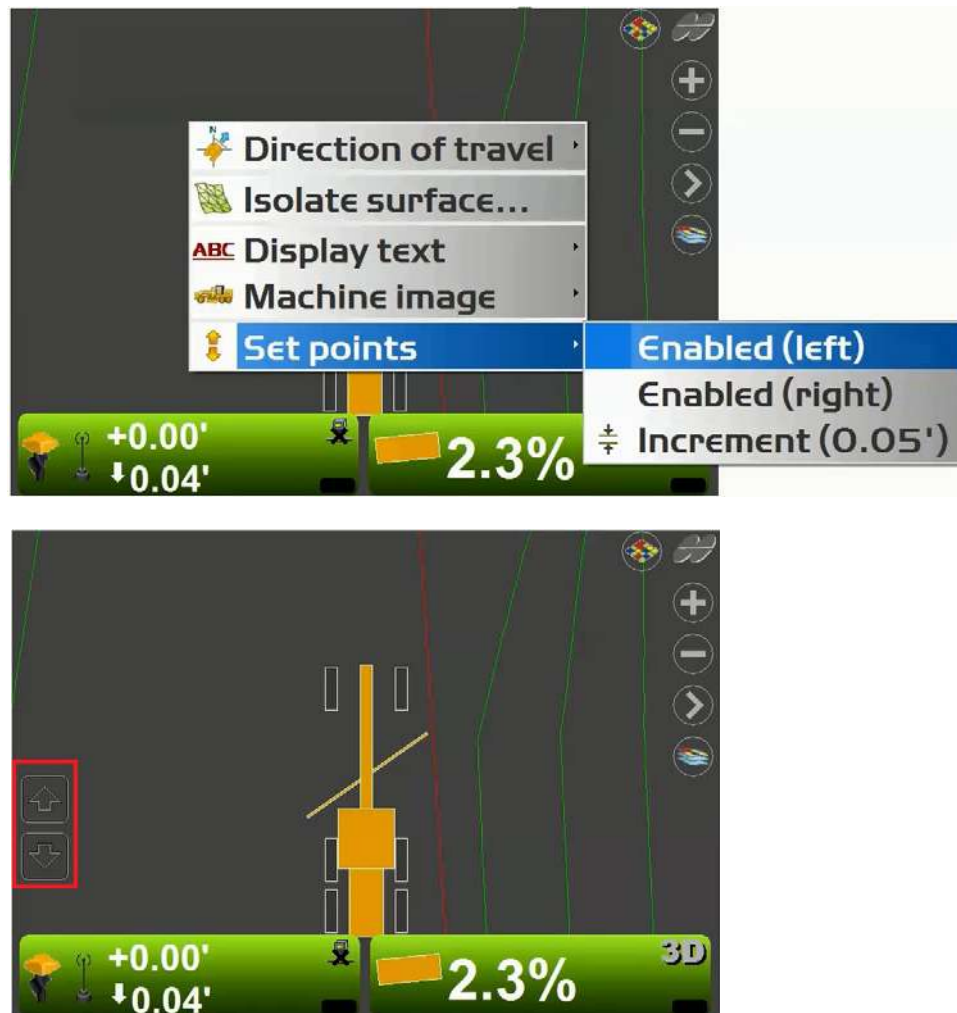 N
Direction of travel
Isolate surface...
ABC Display text
Machine image
Set points
Enabled (left)
Enabled (right)
Increment (0.05')
+0.00'
0.04'
2.3%
3D
+0.00'
0.04'
2.3%